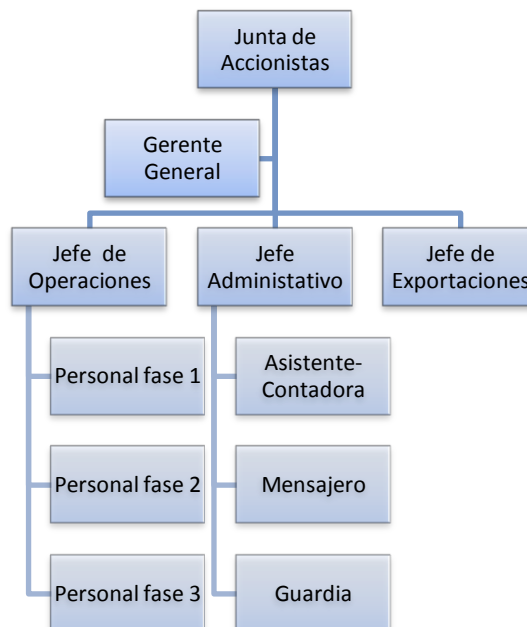 Junta de
Accionistas
Gerente
General
Jefe de
Operaciones
Jefe
Administativo
Jefe de
Exportaciones
Personal fase 1
Asistente-
Contadora
Personal fase 2
Mensajero
Personal fase 3
Guardia